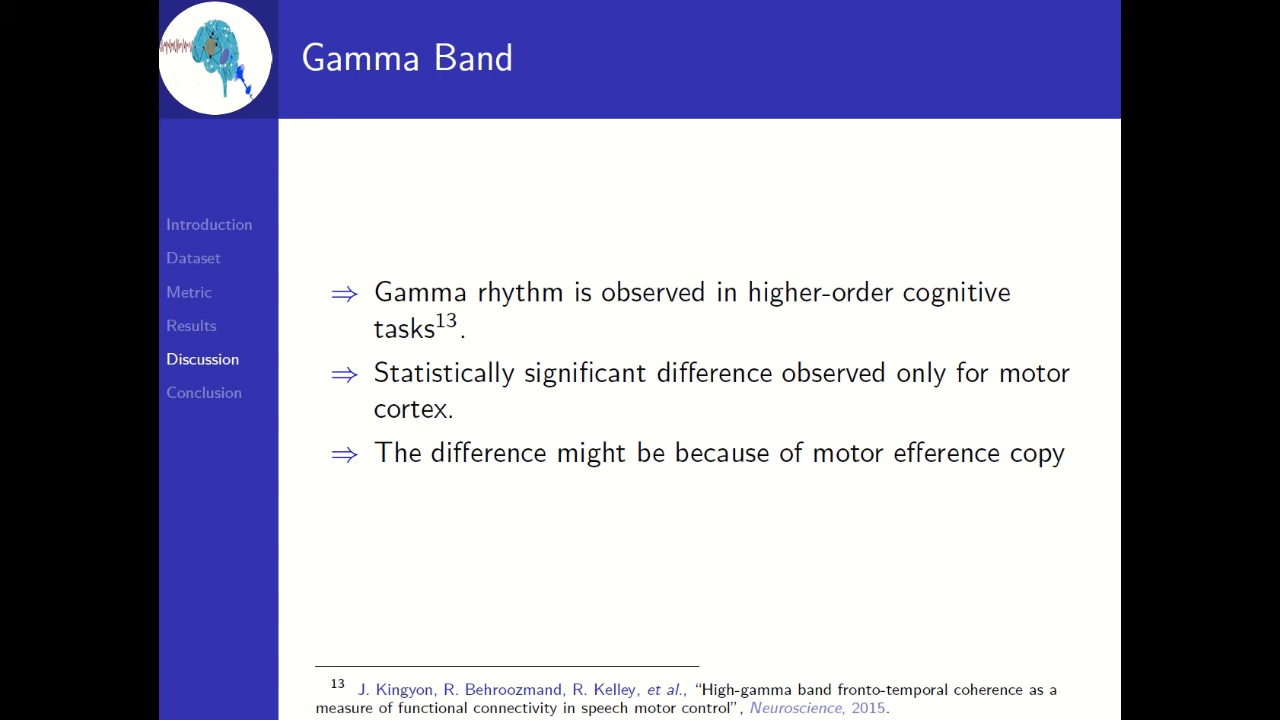 Gamma Band
Introduction
Dataset
Metric
Results
Discussion
Conclusion
⇒ Gamma rhythm is observed in higher-order cognitive
tasks¹³.
⇒ Statistically significant difference observed only for motor
cortex.
⇒ The difference might be because of motor efference copy
¹³ J. Kingyon, R. Behroozmand, R. Kelley, et al., “High-gamma band fronto-temporal coherence as a
measure of functional connectivity in speech motor control”, Neuroscience, 2015.